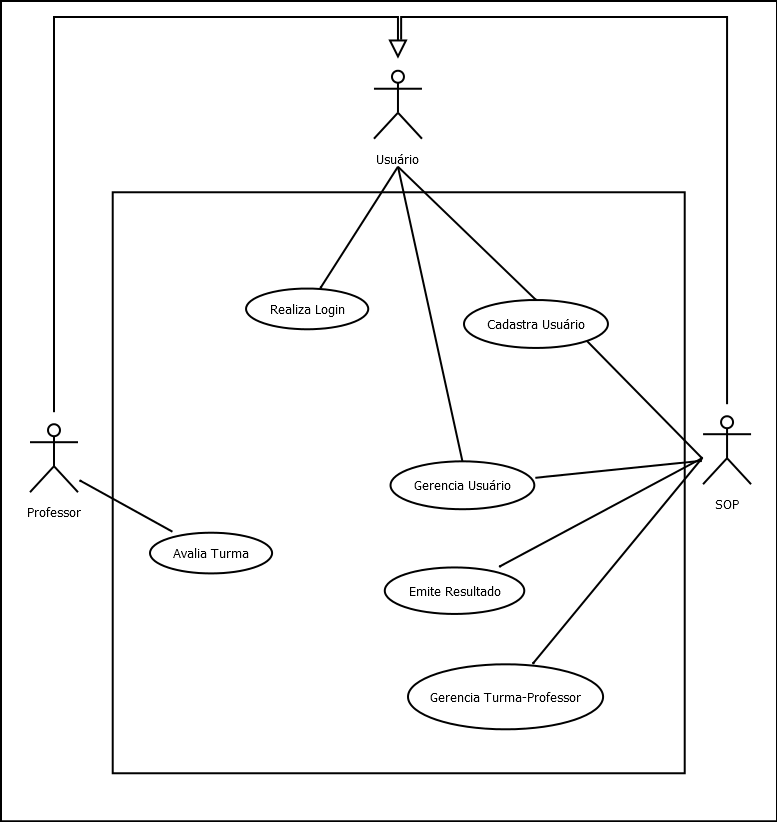 Usuário
Realiza Login
Cadastra Usuário
Gerencia Usuário
SOP
Professor
Avalia Turma
Emite Resultado
Gerencia Turma-Professor